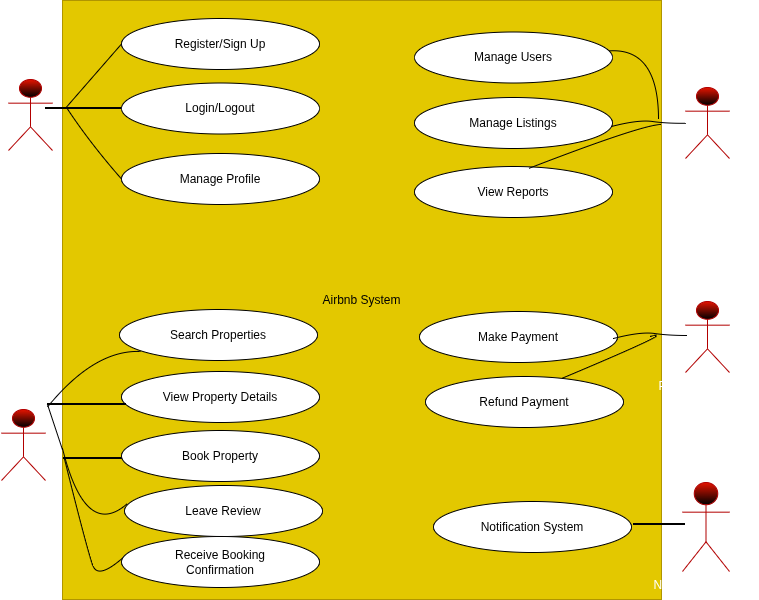 Register/Sign Up
Login/Logout
Manage Profile
Manage Users
Manage Listings
View Reports
Airbnb System
Search Properties
View Property Details
Book Property
Leave Review
Receive Booking
Confirmation
Make Payment
Refund Payment
Notification System